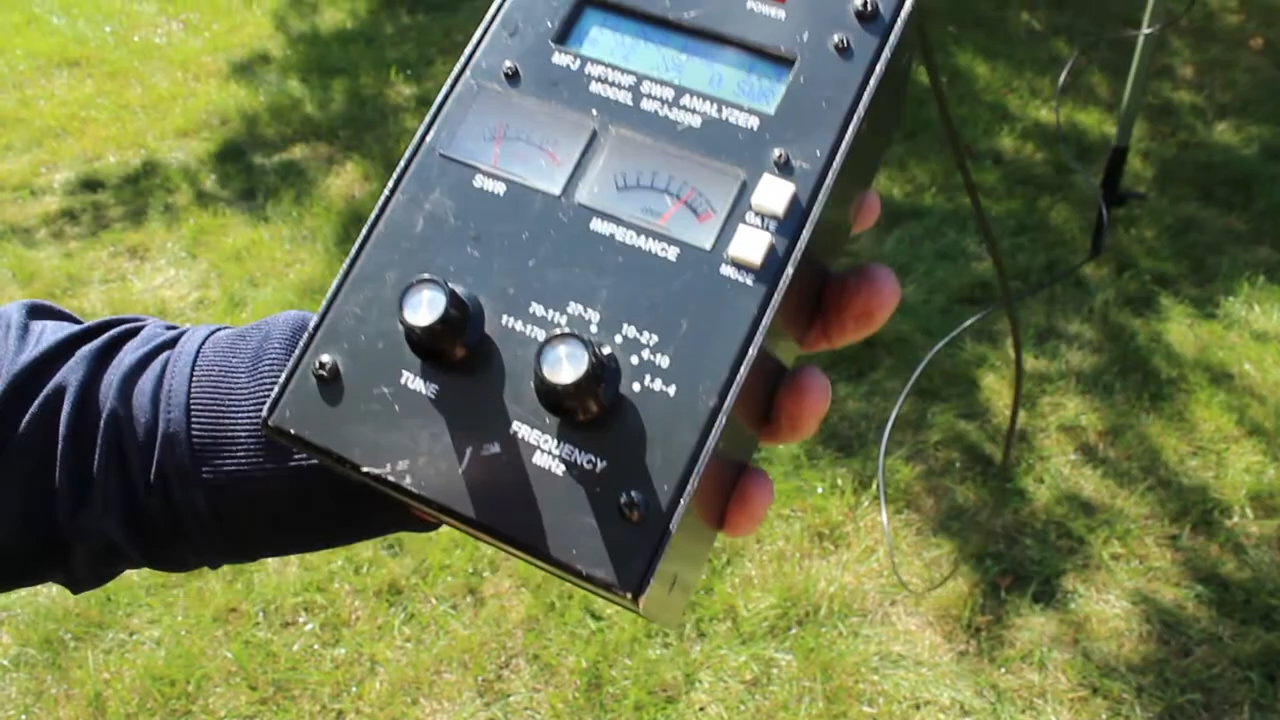 POWER
MFJ HF/VHF SWR ANALYZER
MODEL MFJ-259B
SWR
IMPEDANCE
GATE
MODE
27-70
70-114
10-27
114-170
4-10
1.8-4
TUNE
FREQUENCY
MHz